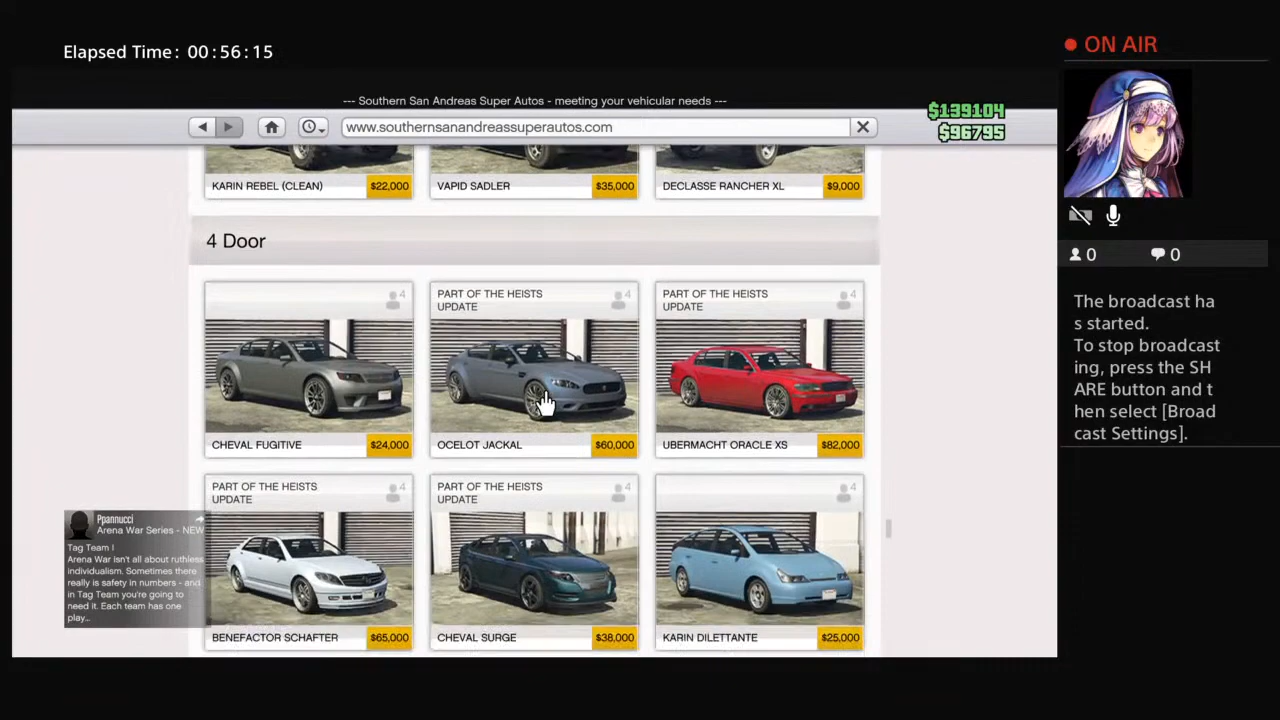 Elapsed Time: 00:56:15
ON AIR
--- Southern San Andreas Super Autos - meeting your vehicular needs ---
www.southernsanandreassuperautos.com
$139104
$96795
KARIN REBEL (CLEAN) $22,000
VAPID SADLER $35,000
DECLASSE RANCHER XL $9,000
0 0
4 Door
4
PART OF THE HEISTS
UPDATE
4
PART OF THE HEISTS
UPDATE
4
CHEVAL FUGITIVE $24,000
OCELOT JACKAL $60,000
UBERMACHT ORACLE XS $82,000
PART OF THE HEISTS
UPDATE
4
PART OF THE HEISTS
UPDATE
4
4
BENEFACTOR SCHAFTER $65,000
CHEVAL SURGE $38,000
KARIN DILETTANTE $25,000
Ppannucci
Arena War Series - NEW
Tag Team I
Arena War isn't all about ruthless
individualism. Sometimes there
really is safety in numbers - and
in Tag Team you're going to
need it. Each team has one
play...
The broadcast ha
s started.
To stop broadcast
ing, press the SH
ARE button and t
hen select [Broad
cast Settings].